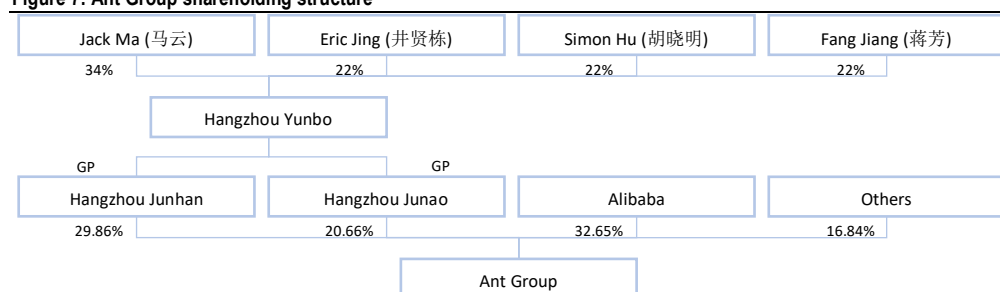 Figure 7: Ant Group shareholding structure
Jack Ma (马云) Eric Jing (井贤栋) Simon Hu (胡晓明) Fang Jiang (蒋芳)
34% 22% 22% 22%
Hangzhou Yunbo
GP GP
Hangzhou Junhan Hangzhou Junao Alibaba Others
29.86% 20.66% 32.65% 16.84%
Ant Group